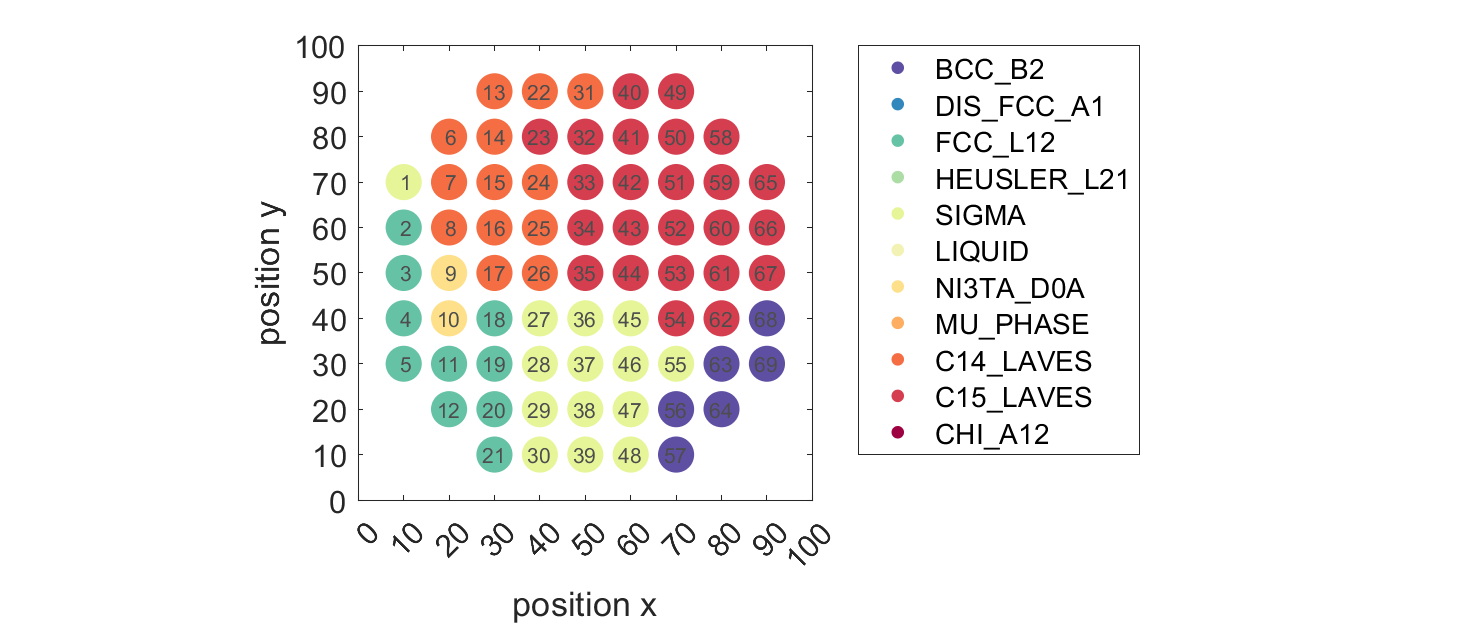 100
90 13 22 31 40 49
80 6 14 23 32 41 50 58
70 1 7 15 24 33 42 51 59 65
60 2 8 16 25 34 43 52 60 66
50 3 9 17 26 35 44 53 61 67
40 4 10 18 27 36 45 54 62 68
30 5 11 19 28 37 46 55 63 69
20 12 20 29 38 47 56 64
10 21 30 39 48 57
0
0 10 20 30 40 50 60 70 80 90 100
position x
position y
BCC_B2
DIS_FCC_A1
FCC_L12
HEUSLER_L21
SIGMA
LIQUID
NI3TA_D0A
MU_PHASE
C14_LAVES
C15_LAVES
CHI_A12